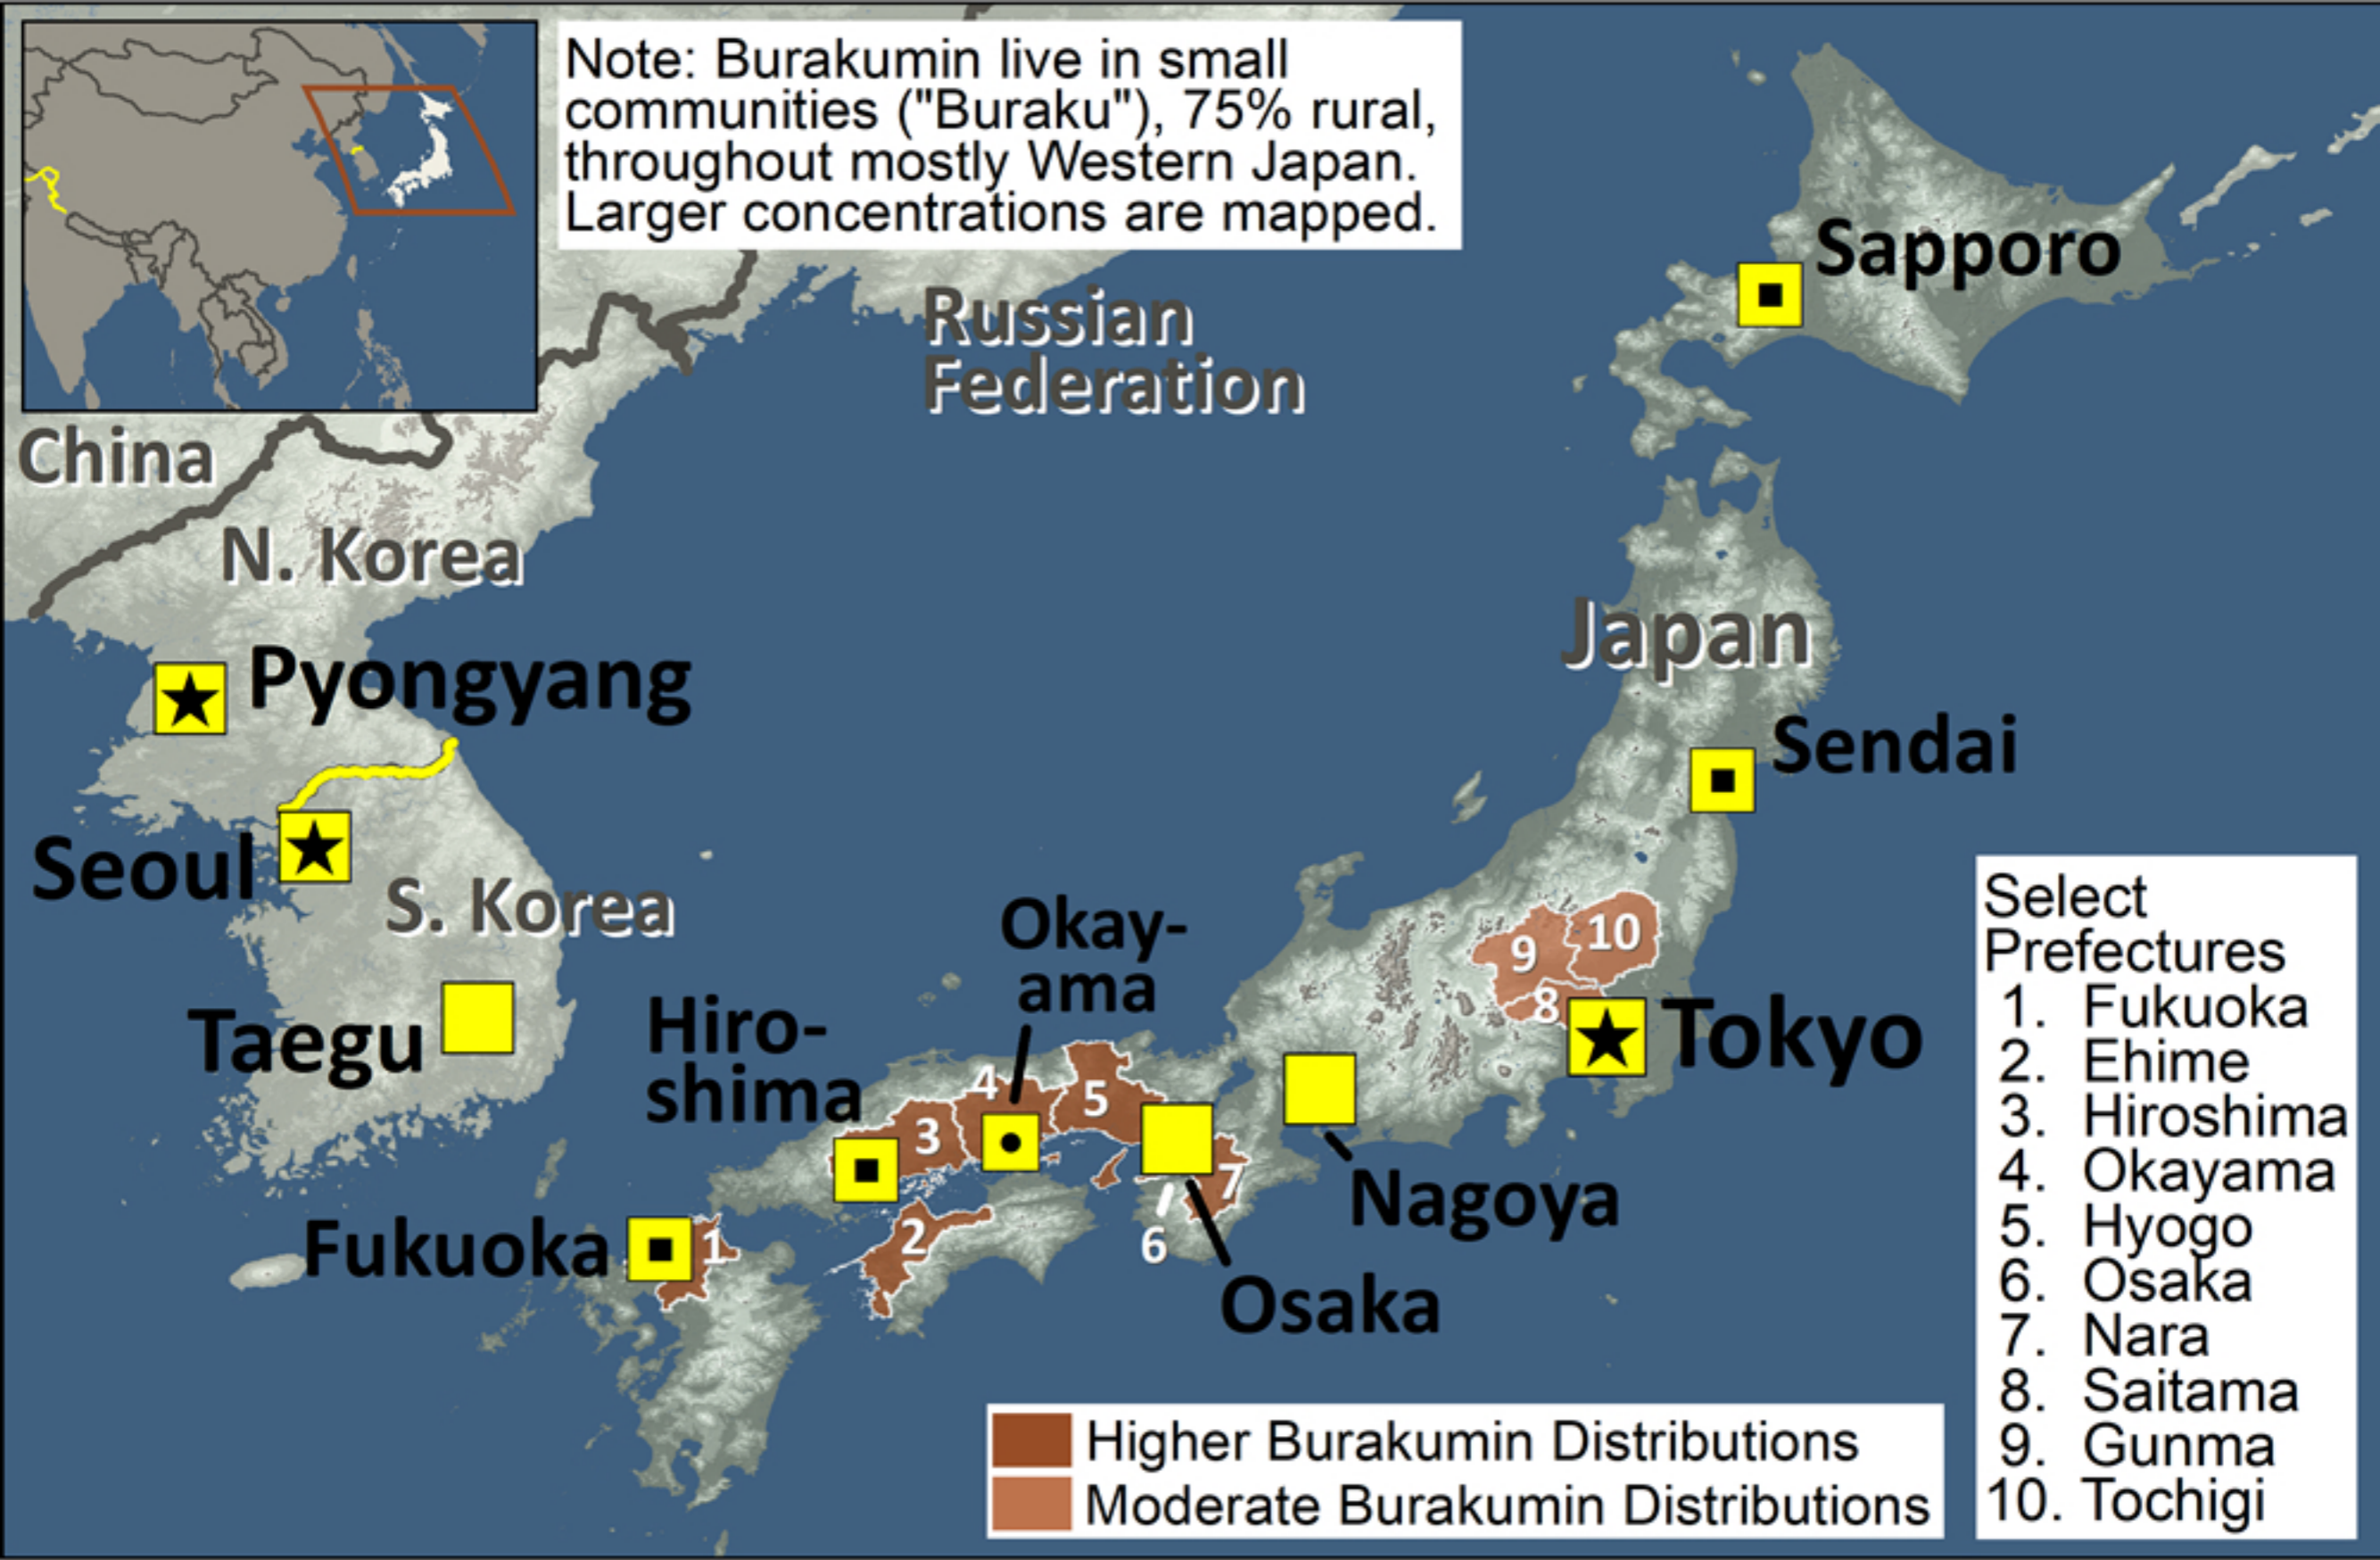 Note: Burakumin live in small
communities ("Buraku"), 75% rural,
throughout mostly Western Japan.
Larger concentrations are mapped.
Sapporo
Russian
Federation
China
N. Korea
Japan
Pyongyang
Sendai
Seoul
S. Korea
Okay-
ama
9
10
8
Tokyo
Taegu
Hiro-
shima
4
5
3
7
Nagoya
Fukuoka
1
2
6
Osaka
Select
Prefectures
1. Fukuoka
2. Ehime
3. Hiroshima
4. Okayama
5. Hyogo
6. Osaka
7. Nara
8. Saitama
9. Gunma
10. Tochigi
Higher Burakumin Distributions
Moderate Burakumin Distributions